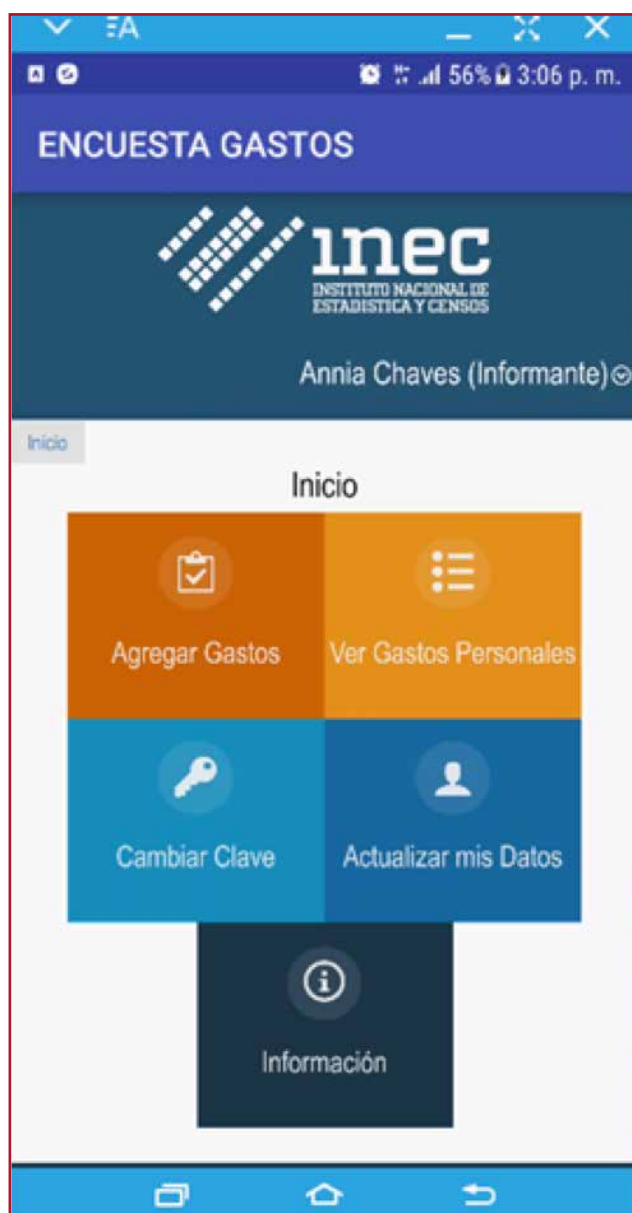 56% 3:06 p. m.
ENCUESTA GASTOS
inec
INSTITUTO NACIONAL DE
ESTADISTICA Y CENSOS
Annia Chaves (Informante)
Inicio
Inicio
Agregar Gastos
Ver Gastos Personales
Cambiar Clave
Actualizar mis Datos
Información